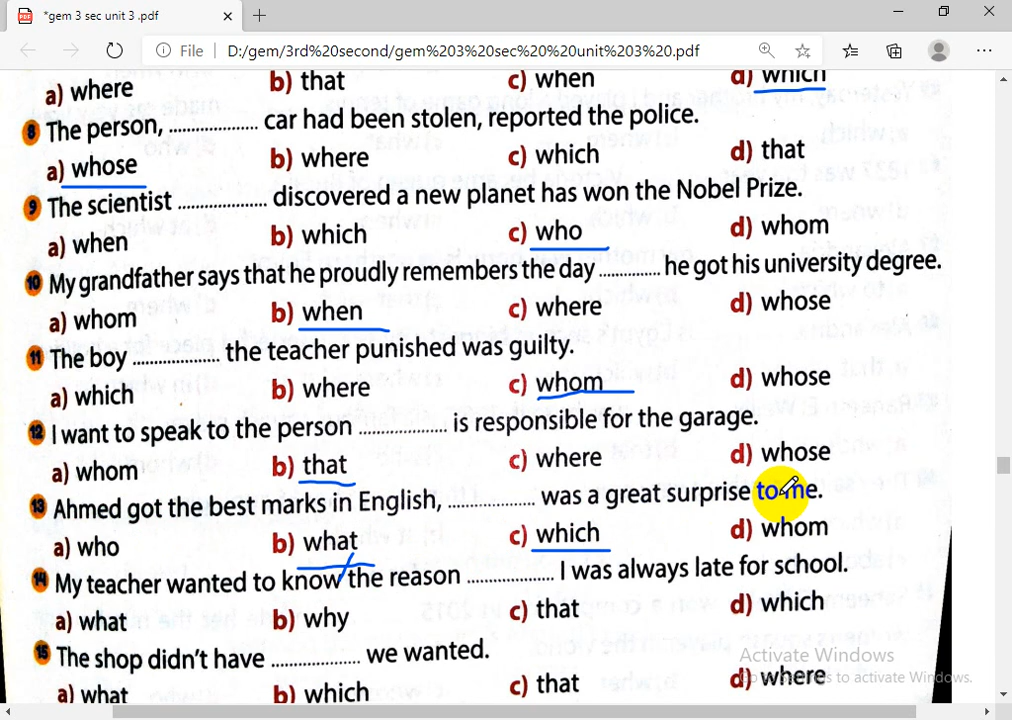 *gem 3 sec unit 3 .pdf
File D:/gem/3rd%20second/gem%203%20sec%20%20unit%203%20.pdf
a) where b) that c) when d) which
8 The person, ................ car had been stolen, reported the police.
a) whose b) where c) which d) that
9 The scientist ................ discovered a new planet has won the Nobel Prize.
a) when b) which c) who d) whom
10 My grandfather says that he proudly remembers the day ............ he got his university degree.
a) whom b) when c) where d) whose
11 The boy ................ the teacher punished was guilty.
a) which b) where c) whom d) whose
12 I want to speak to the person ................ is responsible for the garage.
a) whom b) that c) where d) whose
13 Ahmed got the best marks in English, ................ was a great surprise to me.
a) who b) what c) which d) whom
14 My teacher wanted to know the reason ................ I was always late for school.
a) what b) why c) that d) which
15 The shop didn't have ................ we wanted.
a) what b) which c) that d) where
Activate Windows
Go to Settings to activate Windows.